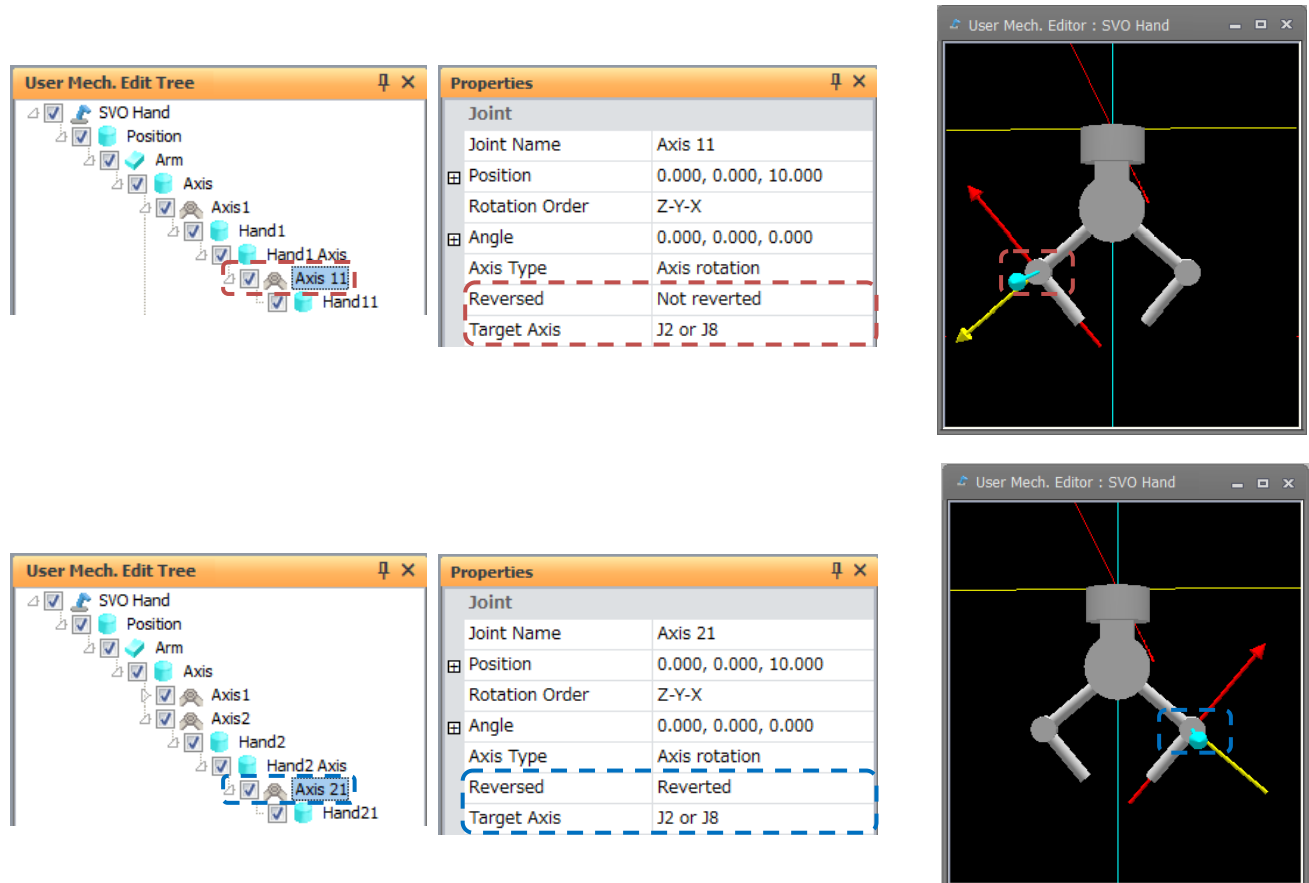 User Mech. Editor : SVO Hand
User Mech. Edit Tree
SVO Hand
Position
Arm
Axis
Axis1
Hand1
Hand1 Axis
Axis 11
Hand11
Properties
Joint
Joint Name Axis 11
Position 0.000, 0.000, 10.000
Rotation Order Z-Y-X
Angle 0.000, 0.000, 0.000
Axis Type Axis rotation
Reversed Not reverted
Target Axis J2 or J8
User Mech. Editor : SVO Hand
User Mech. Edit Tree
SVO Hand
Position
Arm
Axis
Axis1
Axis2
Hand2
Hand2 Axis
Axis 21
Hand21
Properties
Joint
Joint Name Axis 21
Position 0.000, 0.000, 10.000
Rotation Order Z-Y-X
Angle 0.000, 0.000, 0.000
Axis Type Axis rotation
Reversed Reverted
Target Axis J2 or J8